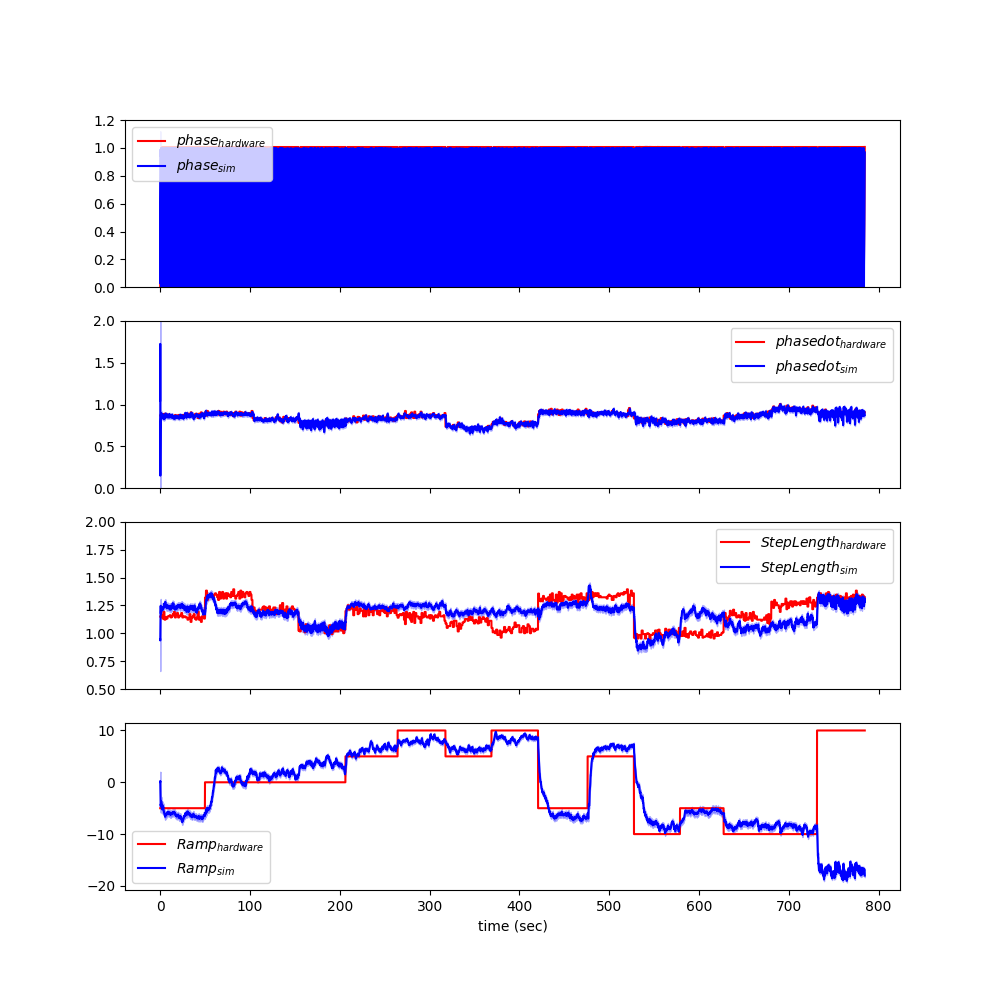 1.2
1.0
0.8
0.6
0.4
0.2
0.0
phase_hardware
phase_sim
2.0
1.5
1.0
0.5
0.0
phasedot_hardware
phasedot_sim
2.00
1.75
1.50
1.25
1.00
0.75
0.50
StepLength_hardware
StepLength_sim
10
0
−10
−20
Ramp_hardware
Ramp_sim
0 100 200 300 400 500 600 700 800
time (sec)